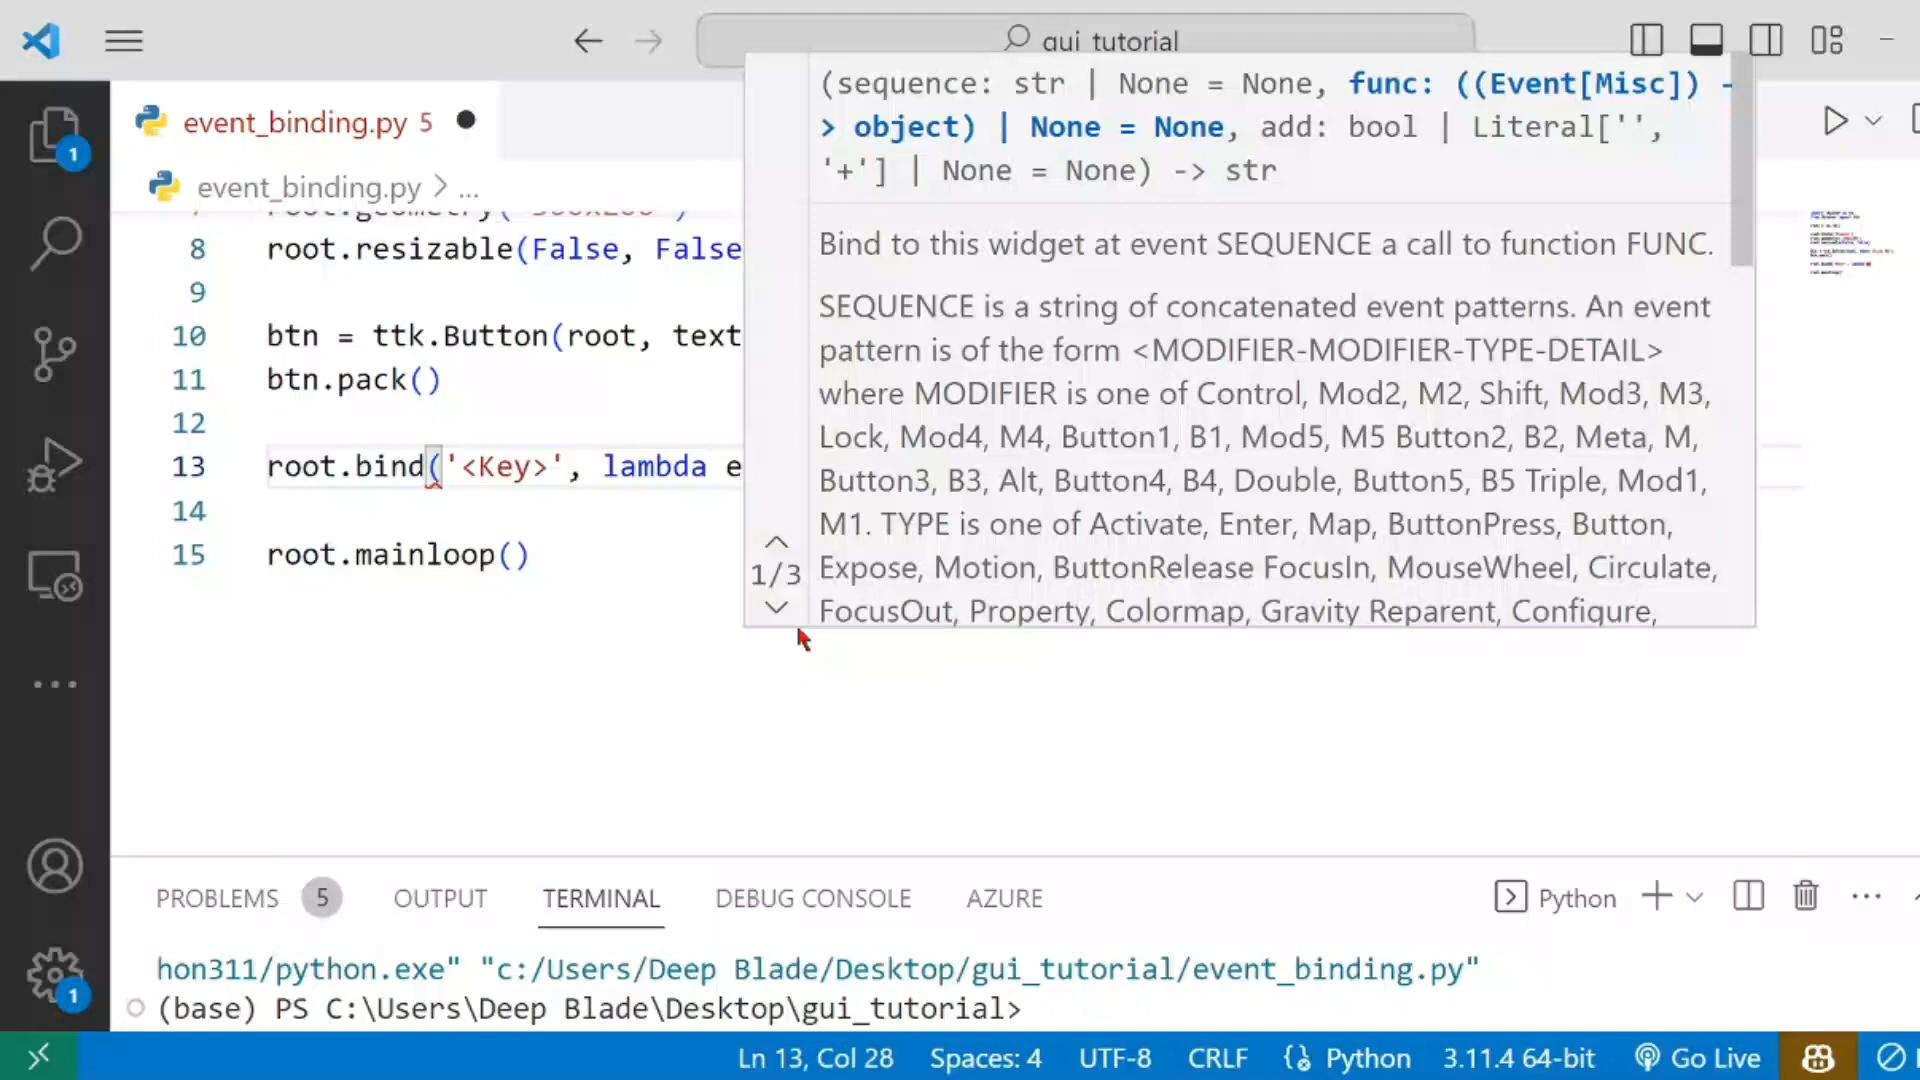 gui tutorial
event_binding.py 5
event_binding.py > ...
8 root.resizable(False, False
9
10 btn = ttk.Button(root, text
11 btn.pack()
12
13 root.bind('<Key>', lambda e
14
15 root.mainloop()
(sequence: str | None = None, func: ((Event[Misc]) -
> object) | None = None, add: bool | Literal['',
'+'] | None = None) -> str
Bind to this widget at event SEQUENCE a call to function FUNC.
SEQUENCE is a string of concatenated event patterns. An event
pattern is of the form <MODIFIER-MODIFIER-TYPE-DETAIL>
where MODIFIER is one of Control, Mod2, M2, Shift, Mod3, M3,
Lock, Mod4, M4, Button1, B1, Mod5, M5 Button2, B2, Meta, M,
Button3, B3, Alt, Button4, B4, Double, Button5, B5 Triple, Mod1,
M1. TYPE is one of Activate, Enter, Map, ButtonPress, Button,
Expose, Motion, ButtonRelease FocusIn, MouseWheel, Circulate,
FocusOut, Property, Colormap, Gravity Reparent, Configure,
1/3
1
1
PROBLEMS 5 OUTPUT TERMINAL DEBUG CONSOLE AZURE Python
hon311/python.exe" "c:/Users/Deep Blade/Desktop/gui_tutorial/event_binding.py"
(base) PS C:\Users\Deep Blade\Desktop\gui_tutorial>
Ln 13, Col 28 Spaces: 4 UTF-8 CRLF Python 3.11.4 64-bit Go Live